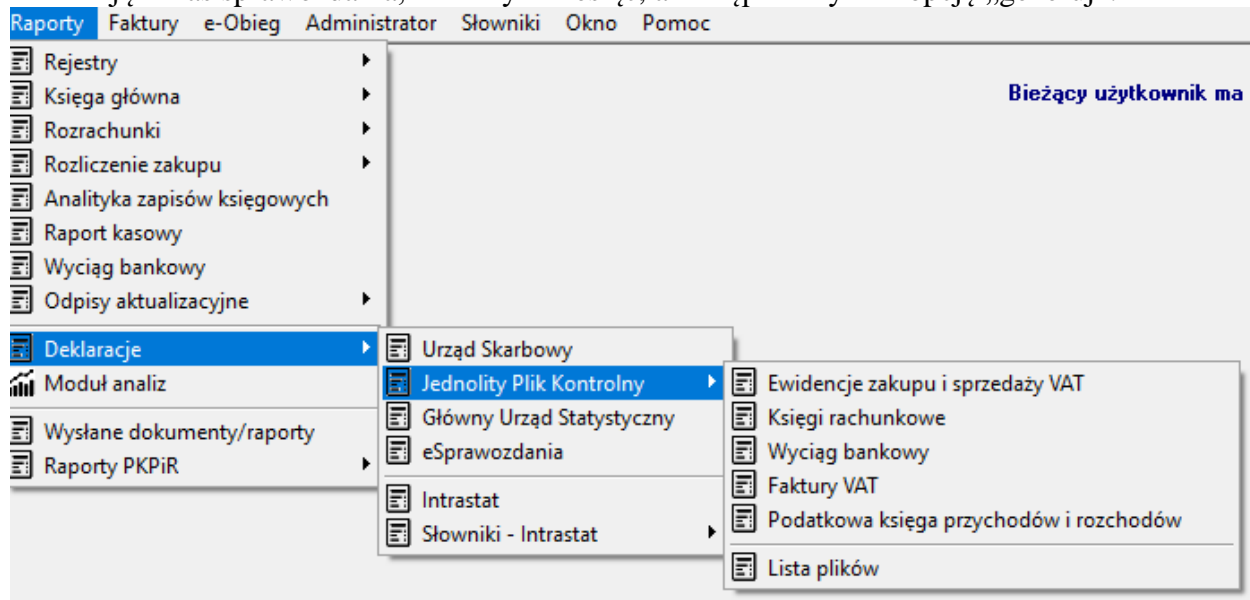 Raporty Faktury e-Obieg Administrator Słowniki Okno Pomoc
Bieżący użytkownik ma
Rejestry
Księga główna
Rozrachunki
Rozliczenie zakupu
Analityka zapisów księgowych
Raport kasowy
Wyciąg bankowy
Odpisy aktualizacyjne
Deklaracje
Moduł analiz
Wysłane dokumenty/raporty
Raporty PKPiR
Urząd Skarbowy
Jednolity Plik Kontrolny
Główny Urząd Statystyczny
eSprawozdania
Intrastat
Słowniki - Intrastat
Ewidencje zakupu i sprzedaży VAT
Księgi rachunkowe
Wyciąg bankowy
Faktury VAT
Podatkowa księga przychodów i rozchodów
Lista plików